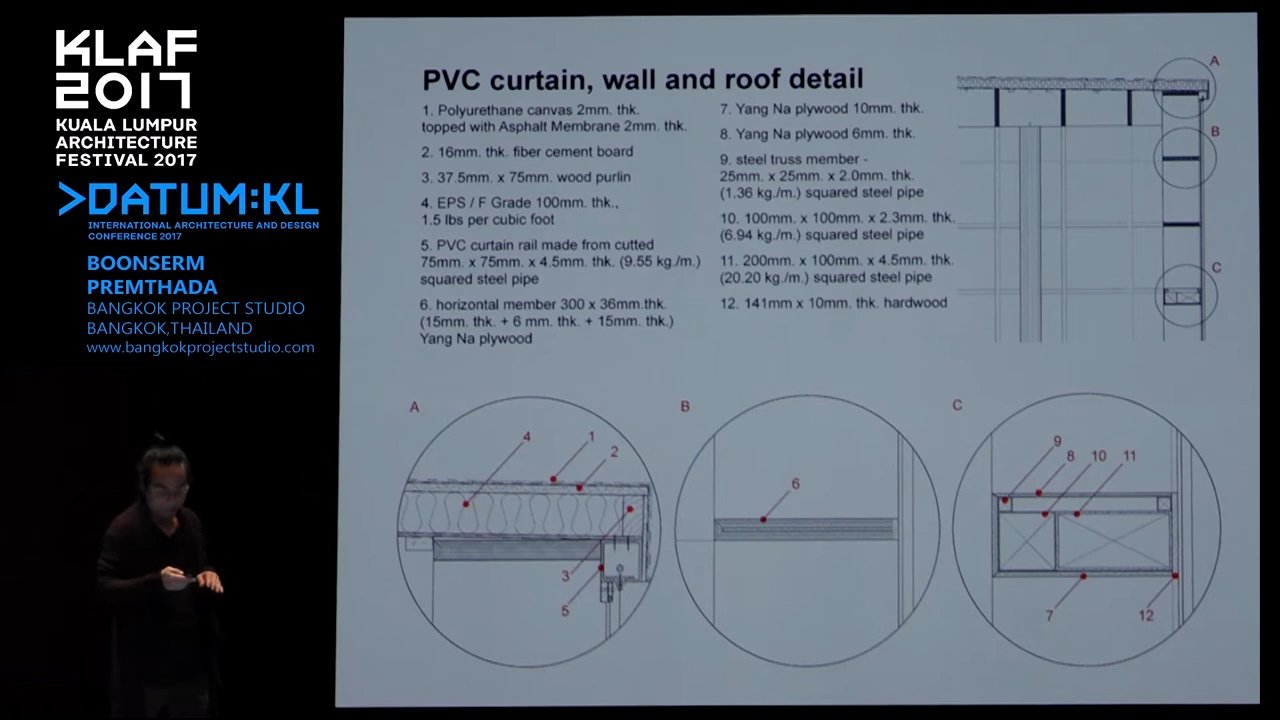 KLAF
2017
KUALA LUMPUR
ARCHITECTURE
FESTIVAL 2017
>DATUM:KL
INTERNATIONAL ARCHITECTURE AND DESIGN
CONFERENCE 2017
BOONSERM
PREMTHADA
BANGKOK PROJECT STUDIO
BANGKOK,THAILAND
www.bangkokprojectstudio.com
PVC curtain, wall and roof detail
1. Polyurethane canvas 2mm. thk.
topped with Asphalt Membrane 2mm. thk.
2. 16mm. thk. fiber cement board
3. 37.5mm. x 75mm. wood purlin
4. EPS / F Grade 100mm. thk.,
1.5 lbs per cubic foot
5. PVC curtain rail made from cutted
75mm. x 75mm. x 4.5mm. thk. (9.55 kg./m.)
squared steel pipe
6. horizontal member 300 x 36mm.thk.
(15mm. thk. + 6 mm. thk. + 15mm. thk.)
Yang Na plywood
7. Yang Na plywood 10mm. thk.
8. Yang Na plywood 6mm. thk.
9. steel truss member -
25mm. x 25mm. x 2.0mm. thk.
(1.36 kg./m.) squared steel pipe
10. 100mm. x 100mm. x 2.3mm. thk.
(6.94 kg./m.) squared steel pipe
11. 200mm. x 100mm. x 4.5mm. thk.
(20.20 kg./m.) squared steel pipe
12. 141mm x 10mm. thk. hardwood
A
B
C
A
4
1
2
3
5
B
6
C
9
8
10
11
7
12